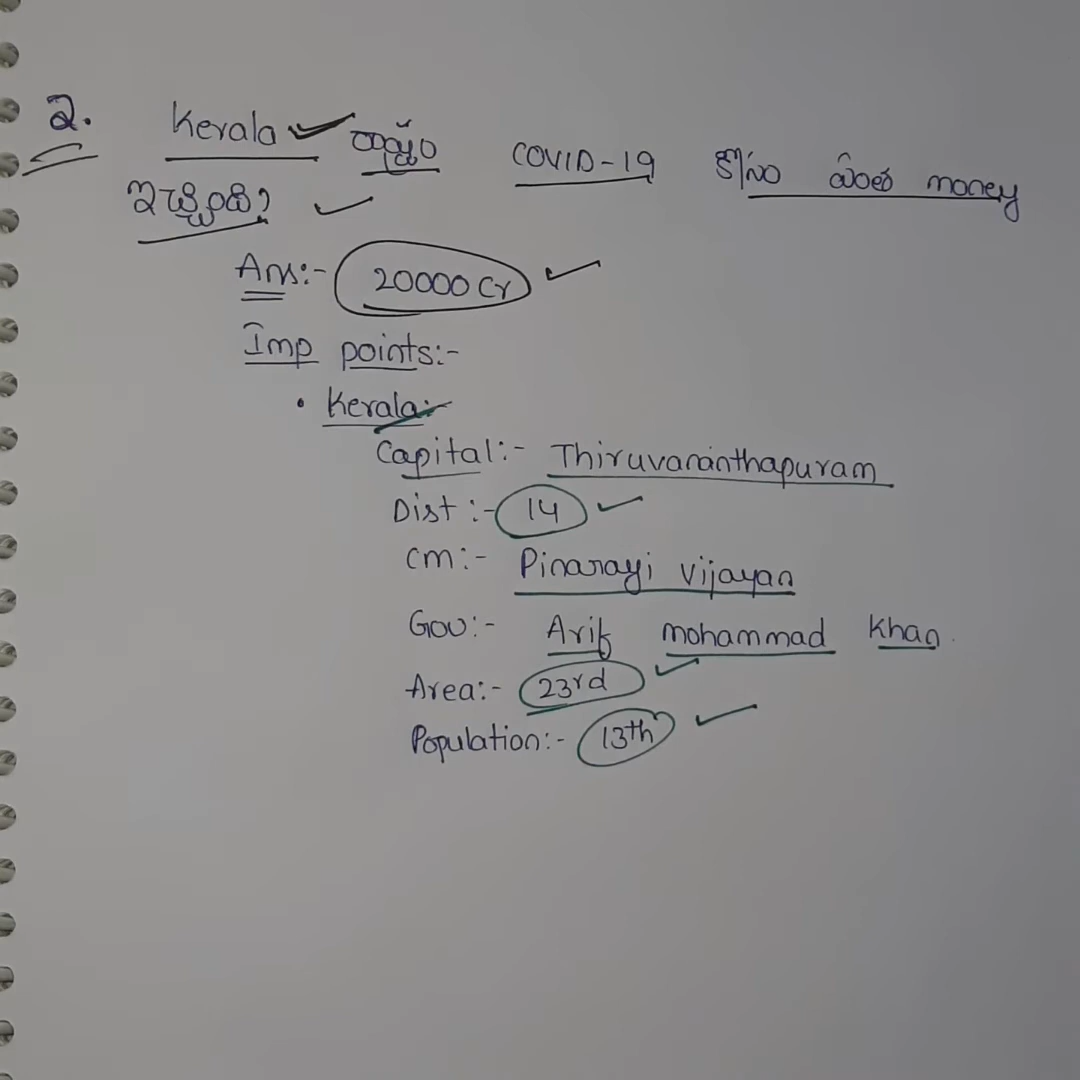 2. Kerala రాష్ట్రం COVID-19 కోసం ఎంత money
ఇచ్చింది?
Ans:- 20000 Cr
Imp points:-
• Kerala:-
Capital:- Thiruvananthapuram
Dist:- 14
CM:- Pinarayi vijayan
Gov:- Arif mohammad Khan.
Area:- 23rd
Population:- 13th